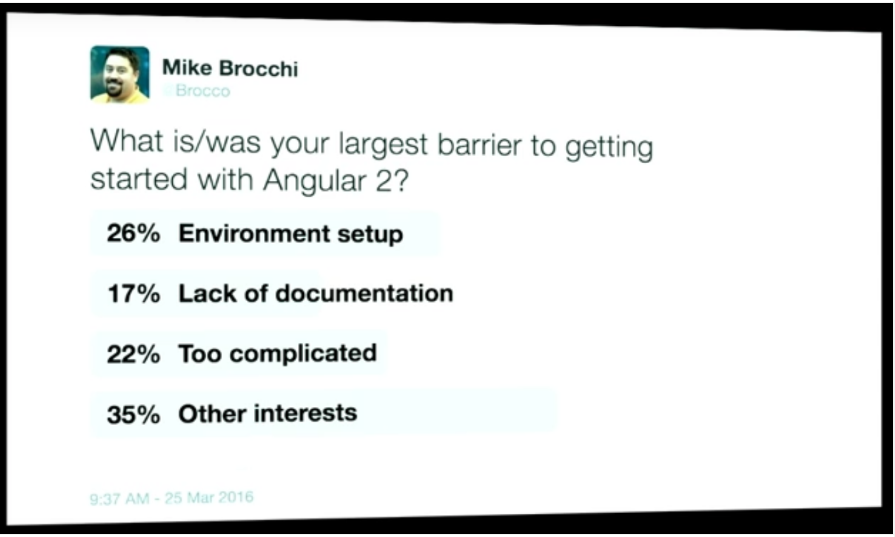 Mike Brocchi
Brocco
What is/was your largest barrier to getting
started with Angular 2?
26% Environment setup
17% Lack of documentation
22% Too complicated
35% Other interests
9:37 AM - 25 Mar 2016